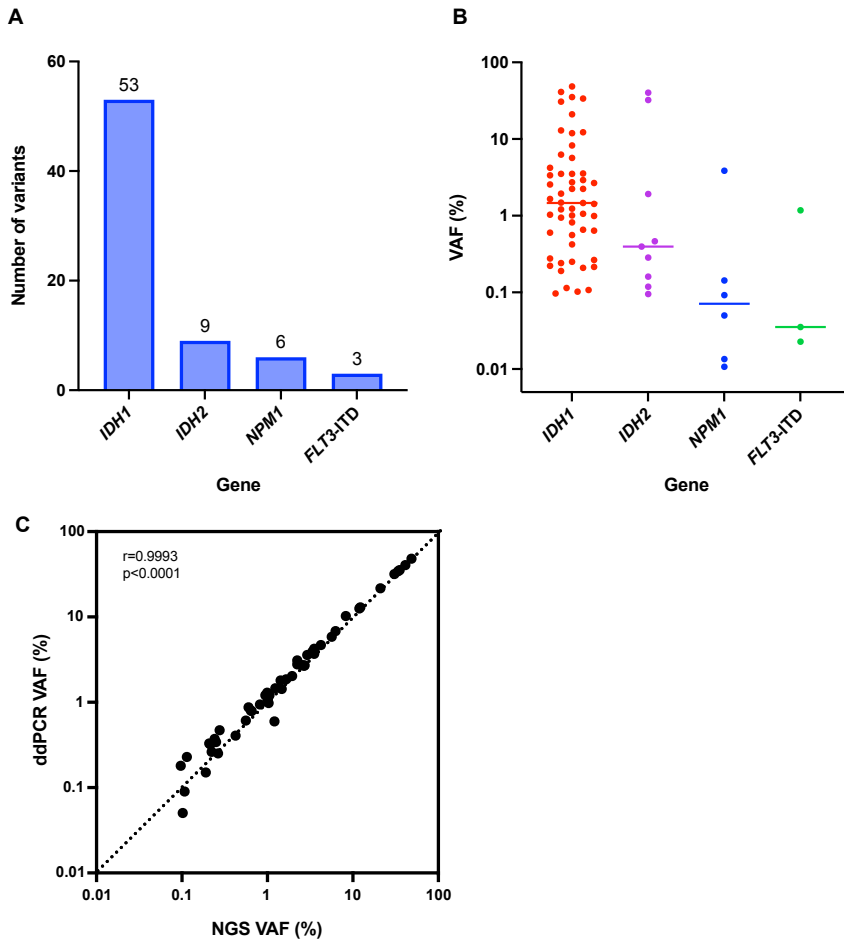 A
60
40
20
0
Number of variants
53
9
6
3
IDH1
IDH2
NPM1
FLT3-ITD
Gene
B
100
10
1
0.1
0.01
VAF (%)
IDH1
IDH2
NPM1
FLT3-ITD
Gene
C
r=0.9993
p<0.0001
100
10
1
0.1
0.01
ddPCR VAF (%)
0.01
0.1
1
10
100
NGS VAF (%)